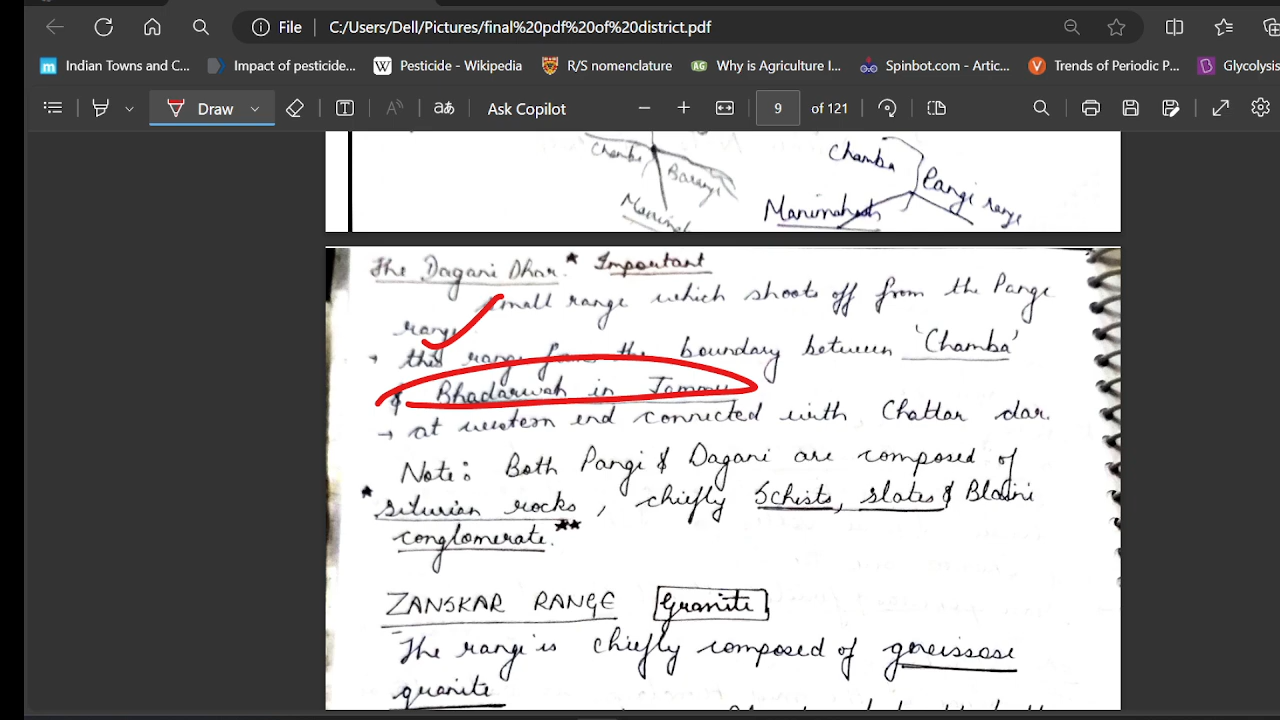 File C:/Users/Dell/Pictures/final%20pdf%20of%20district.pdf
Indian Towns and C... Impact of pesticide... Pesticide - Wikipedia R/S nomenclature Why is Agriculture I... Spinbot.com - Artic... Trends of Periodic P... Glycolysis
Draw Ask Copilot 9 of 121
Chamba
Manimahesh
Chamba
Pangi range
Manimahesh
The Dagani Dhar.* Important
small range which shoots off from the Pangi
range
→ this range forms the boundary between 'Chamba'
& Bhadarwah in Jammu
→ at western end connected with Chattar dar.
Note: Both Pangi & Dagani are composed of
*silurian rocks, chiefly Schists, slates & Blaini
conglomerate.**
ZANSKAR RANGE Granite
The range is chiefly composed of gneissose
granite